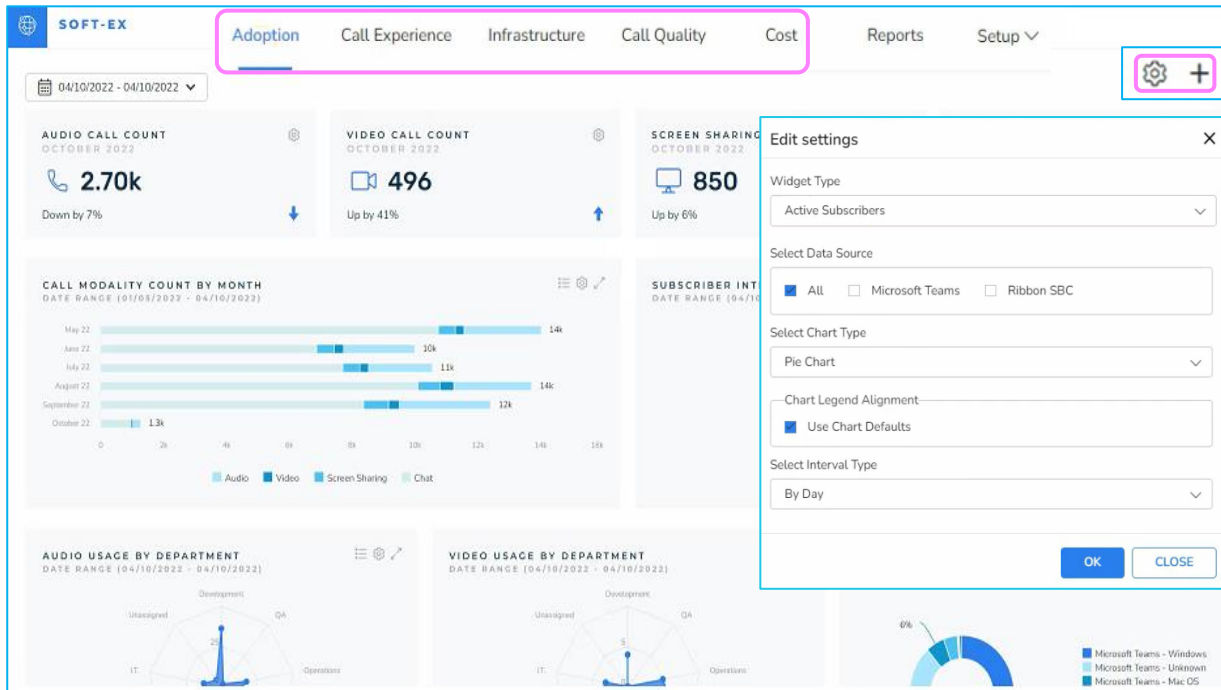 SOFT-EX
Adoption Call Experience Infrastructure Call Quality Cost Reports Setup
04/10/2022 - 04/10/2022
AUDIO CALL COUNT
OCTOBER 2022
2.70k
Down by 7%
VIDEO CALL COUNT
OCTOBER 2022
496
Up by 41%
SCREEN SHARING
OCTOBER 2022
850
Up by 6%
CALL MODALITY COUNT BY MONTH
DATE RANGE (01/05/2022 - 04/10/2022)
May 22 14k
June 22 10k
July 22 11k
August 22 14k
September 22 12k
October 22 1.3k
0 2k 4k 6k 8k 10k 12k 14k 16k
Audio Video Screen Sharing Chat
SUBSCRIBER INT
DATE RANGE (04/10
Edit settings
Widget Type
Active Subscribers
Select Data Source
All Microsoft Teams Ribbon SBC
Select Chart Type
Pie Chart
Chart Legend Alignment
Use Chart Defaults
Select Interval Type
By Day
OK CLOSE
AUDIO USAGE BY DEPARTMENT
DATE RANGE (04/10/2022 - 04/10/2022)
Development
Unassigned QA
25
I.T. Operations
VIDEO USAGE BY DEPARTMENT
DATE RANGE (04/10/2022 - 04/10/2022)
Development
Unassigned QA
5
I.T. Operations
6%
Microsoft Teams - Windows
Microsoft Teams - Unknown
Microsoft Teams - Mac OS